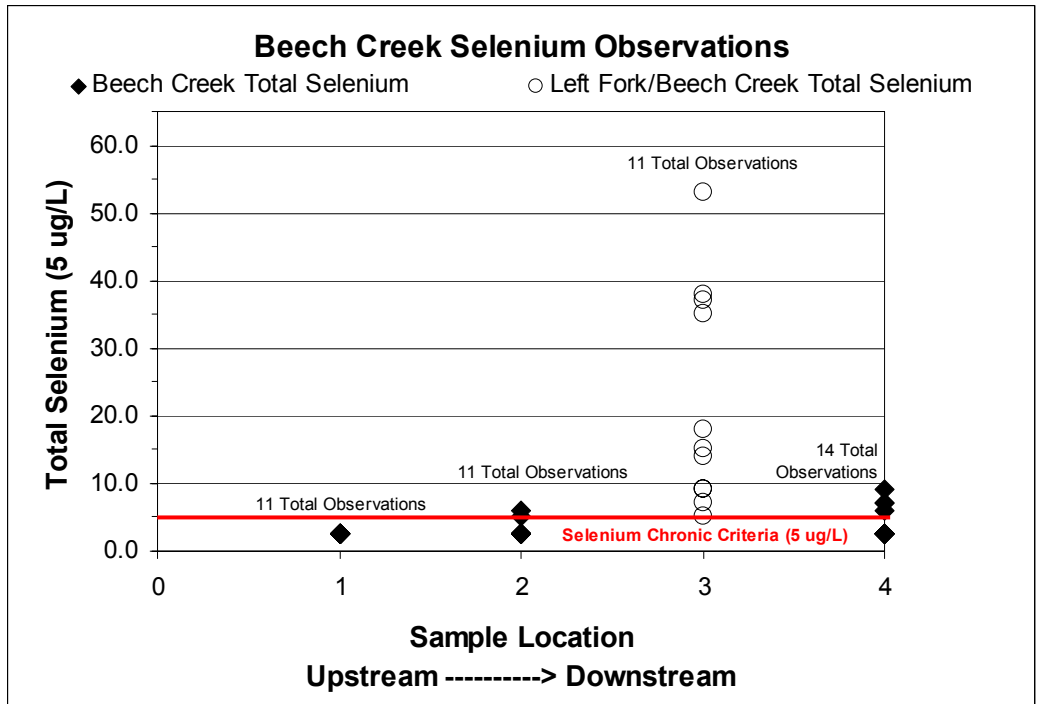 Beech Creek Selenium Observations
Beech Creek Total Selenium
Left Fork/Beech Creek Total Selenium
Total Selenium (5 ug/L)
60.0
50.0
40.0
30.0
20.0
10.0
0.0
11 Total Observations
11 Total Observations
11 Total Observations
14 Total
Observations
Selenium Chronic Criteria (5 ug/L)
0
1
2
3
4
Sample Location
Upstream ----------> Downstream